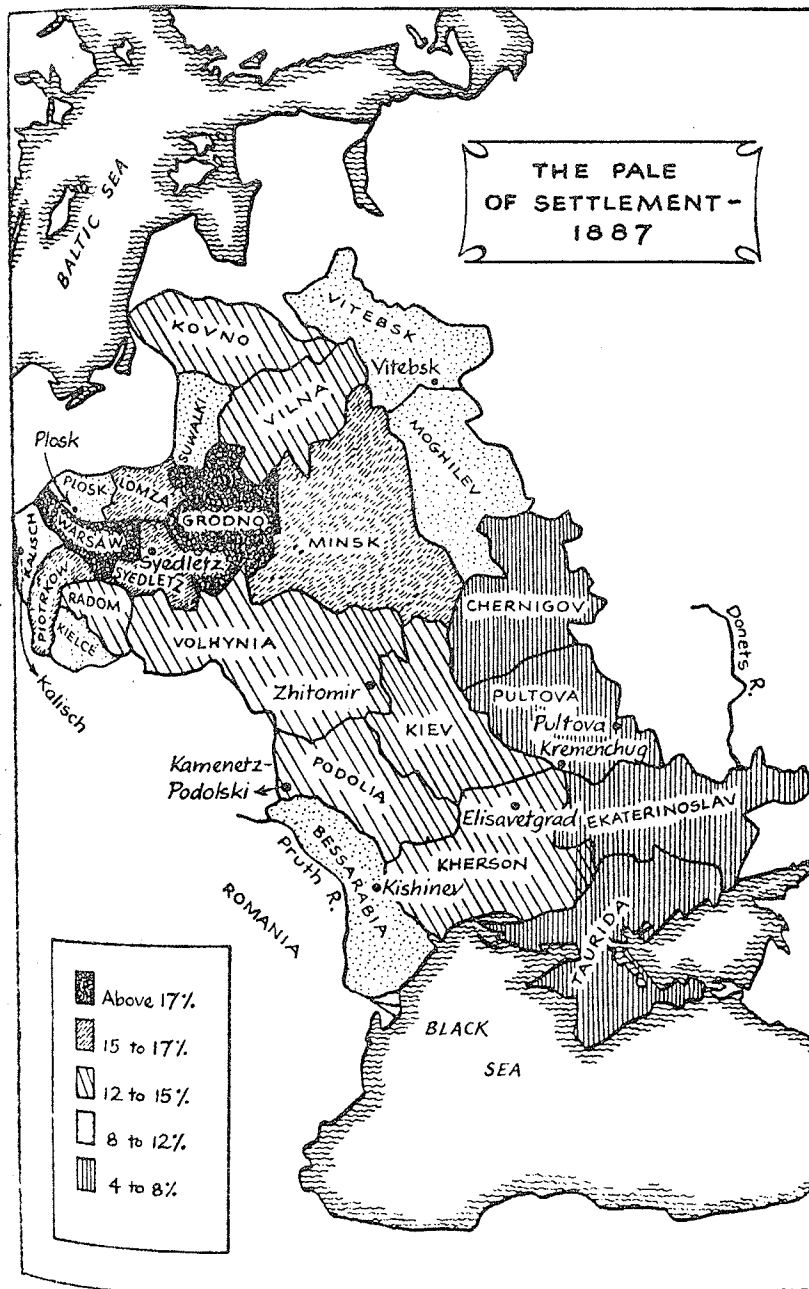 THE PALE
OF SETTLEMENT-
1887
BALTIC SEA
VITEBSK
Vitebsk
KOVNO
VILNA
SUWALKI
MOGHILEV
Plosk
PLOSK
LOMZA
GRODNO
WARSAW
Syedletz
SYEDLETZ
MINSK
KALISCH
PIOTRKOW
RADOM
KIELCE
Kalisch
VOLHYNIA
Zhitomir
CHERNIGOV
Donets R.
PULTOVA
Pultova
Kremenchug
KIEV
Kamenetz-
Podolski
PODOLIA
Elisavetgrad
EKATERINOSLAV
BESSARABIA
KHERSON
Kishinev
Pruth R.
ROMANIA
TAURIDA
BLACK
SEA
Above 17%
15 to 17%
12 to 15%
8 to 12%
4 to 8%